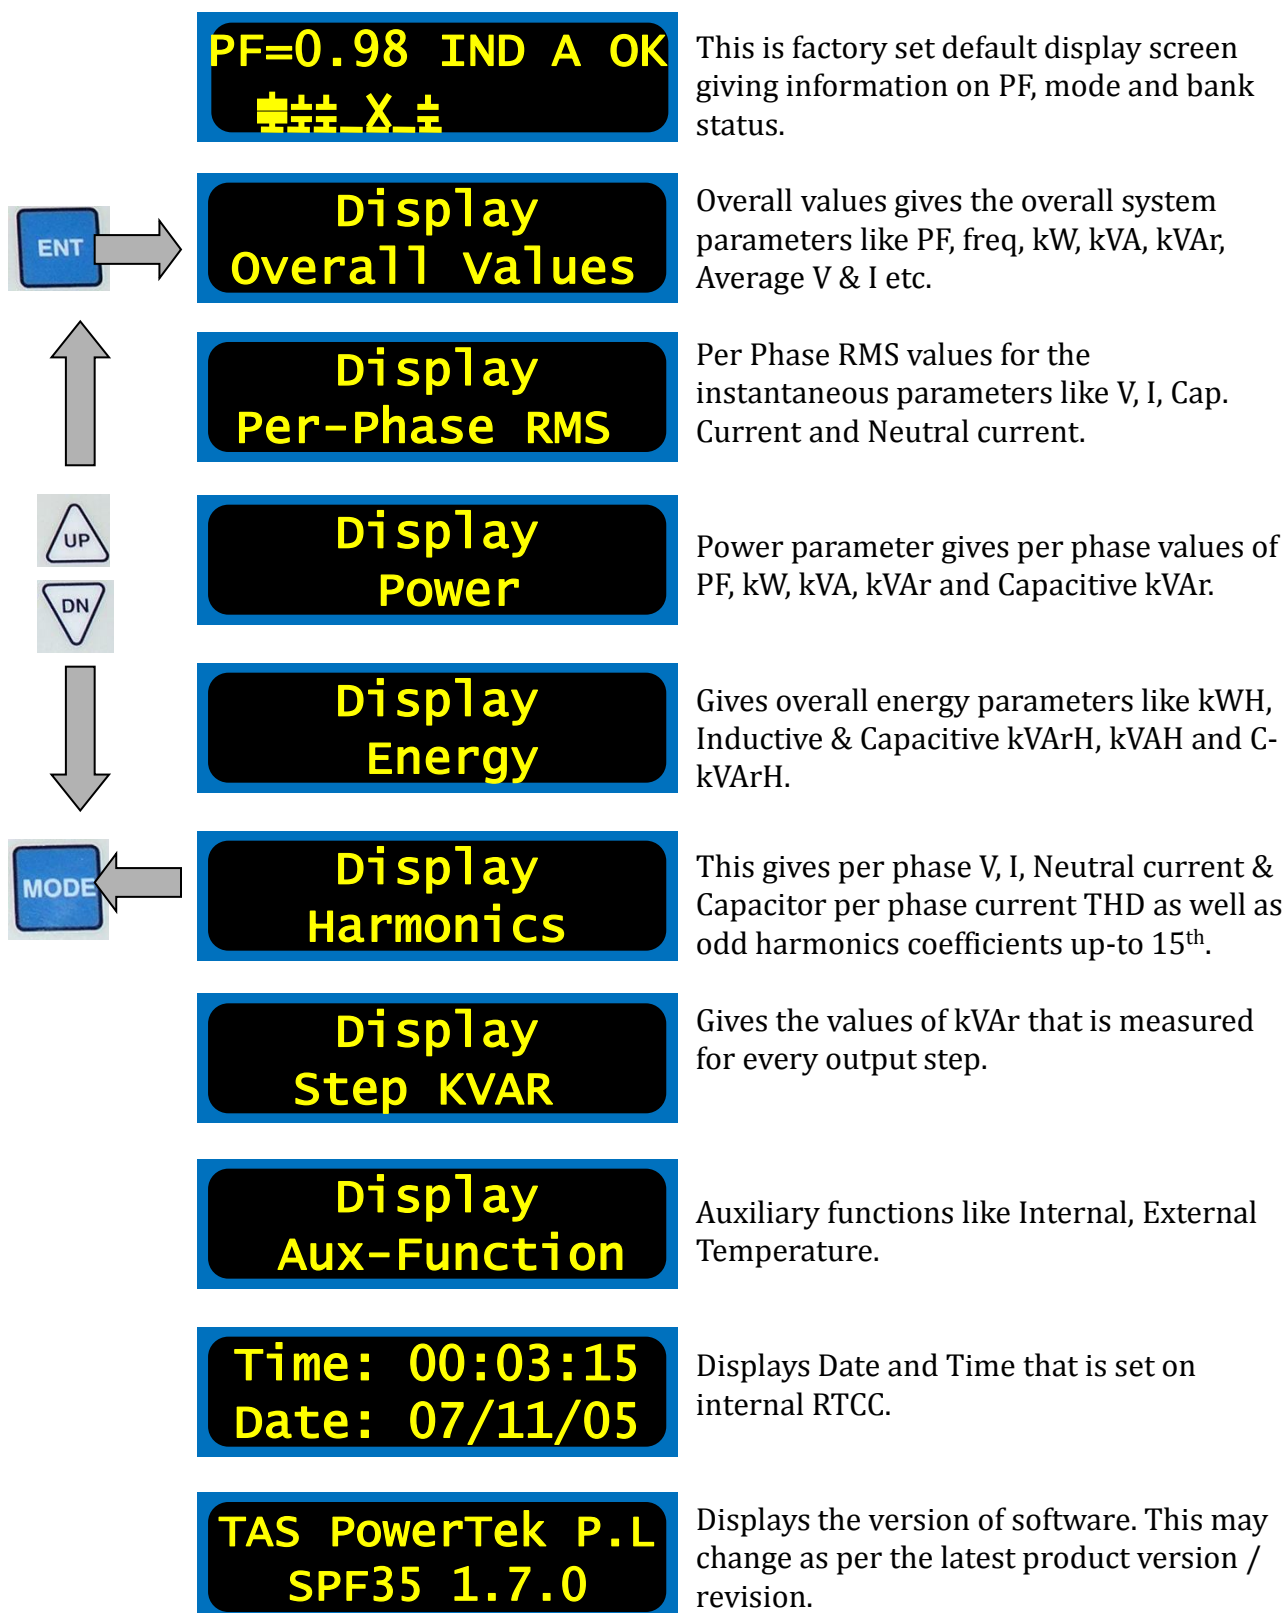 PF=0.98 IND A OK
This is factory set default display screen
giving information on PF, mode and bank
status.
ENT
Display
Overall Values
Overall values gives the overall system
parameters like PF, freq, kW, kVA, kVAr,
Average V & I etc.
Display
Per-Phase RMS
Per Phase RMS values for the
instantaneous parameters like V, I, Cap.
Current and Neutral current.
UP
DN
Display
Power
Power parameter gives per phase values of
PF, kW, kVA, kVAr and Capacitive kVAr.
Display
Energy
Gives overall energy parameters like kWH,
Inductive & Capacitive kVArH, kVAH and C-
kVArH.
MODE
Display
Harmonics
This gives per phase V, I, Neutral current &
Capacitor per phase current THD as well as
odd harmonics coefficients up-to 15th.
Display
Step KVAR
Gives the values of kVAr that is measured
for every output step.
Display
Aux-Function
Auxiliary functions like Internal, External
Temperature.
Time: 00:03:15
Date: 07/11/05
Displays Date and Time that is set on
internal RTCC.
TAS PowerTek P.L
SPF35 1.7.0
Displays the version of software. This may
change as per the latest product version /
revision.